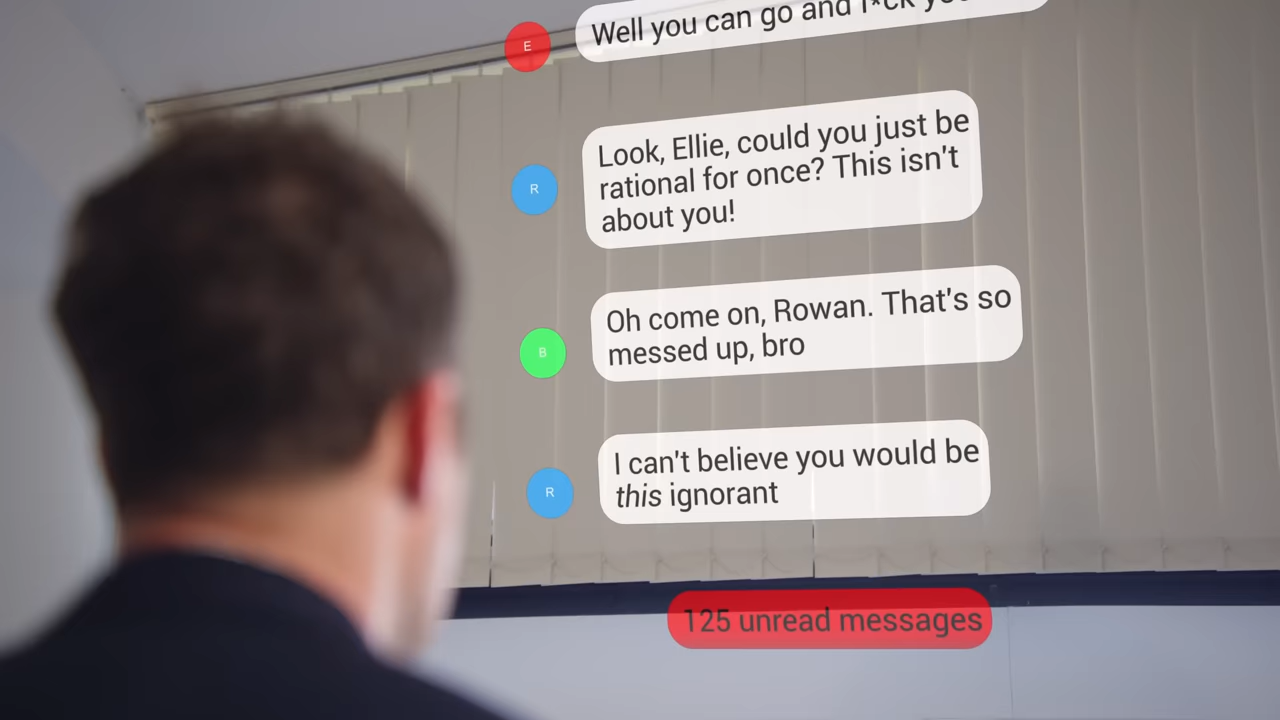 E
Well you can go and f*ck
R
Look, Ellie, could you just be
rational for once? This isn't
about you!
B
Oh come on, Rowan. That's so
messed up, bro
R
I can't believe you would be
this ignorant
125 unread messages